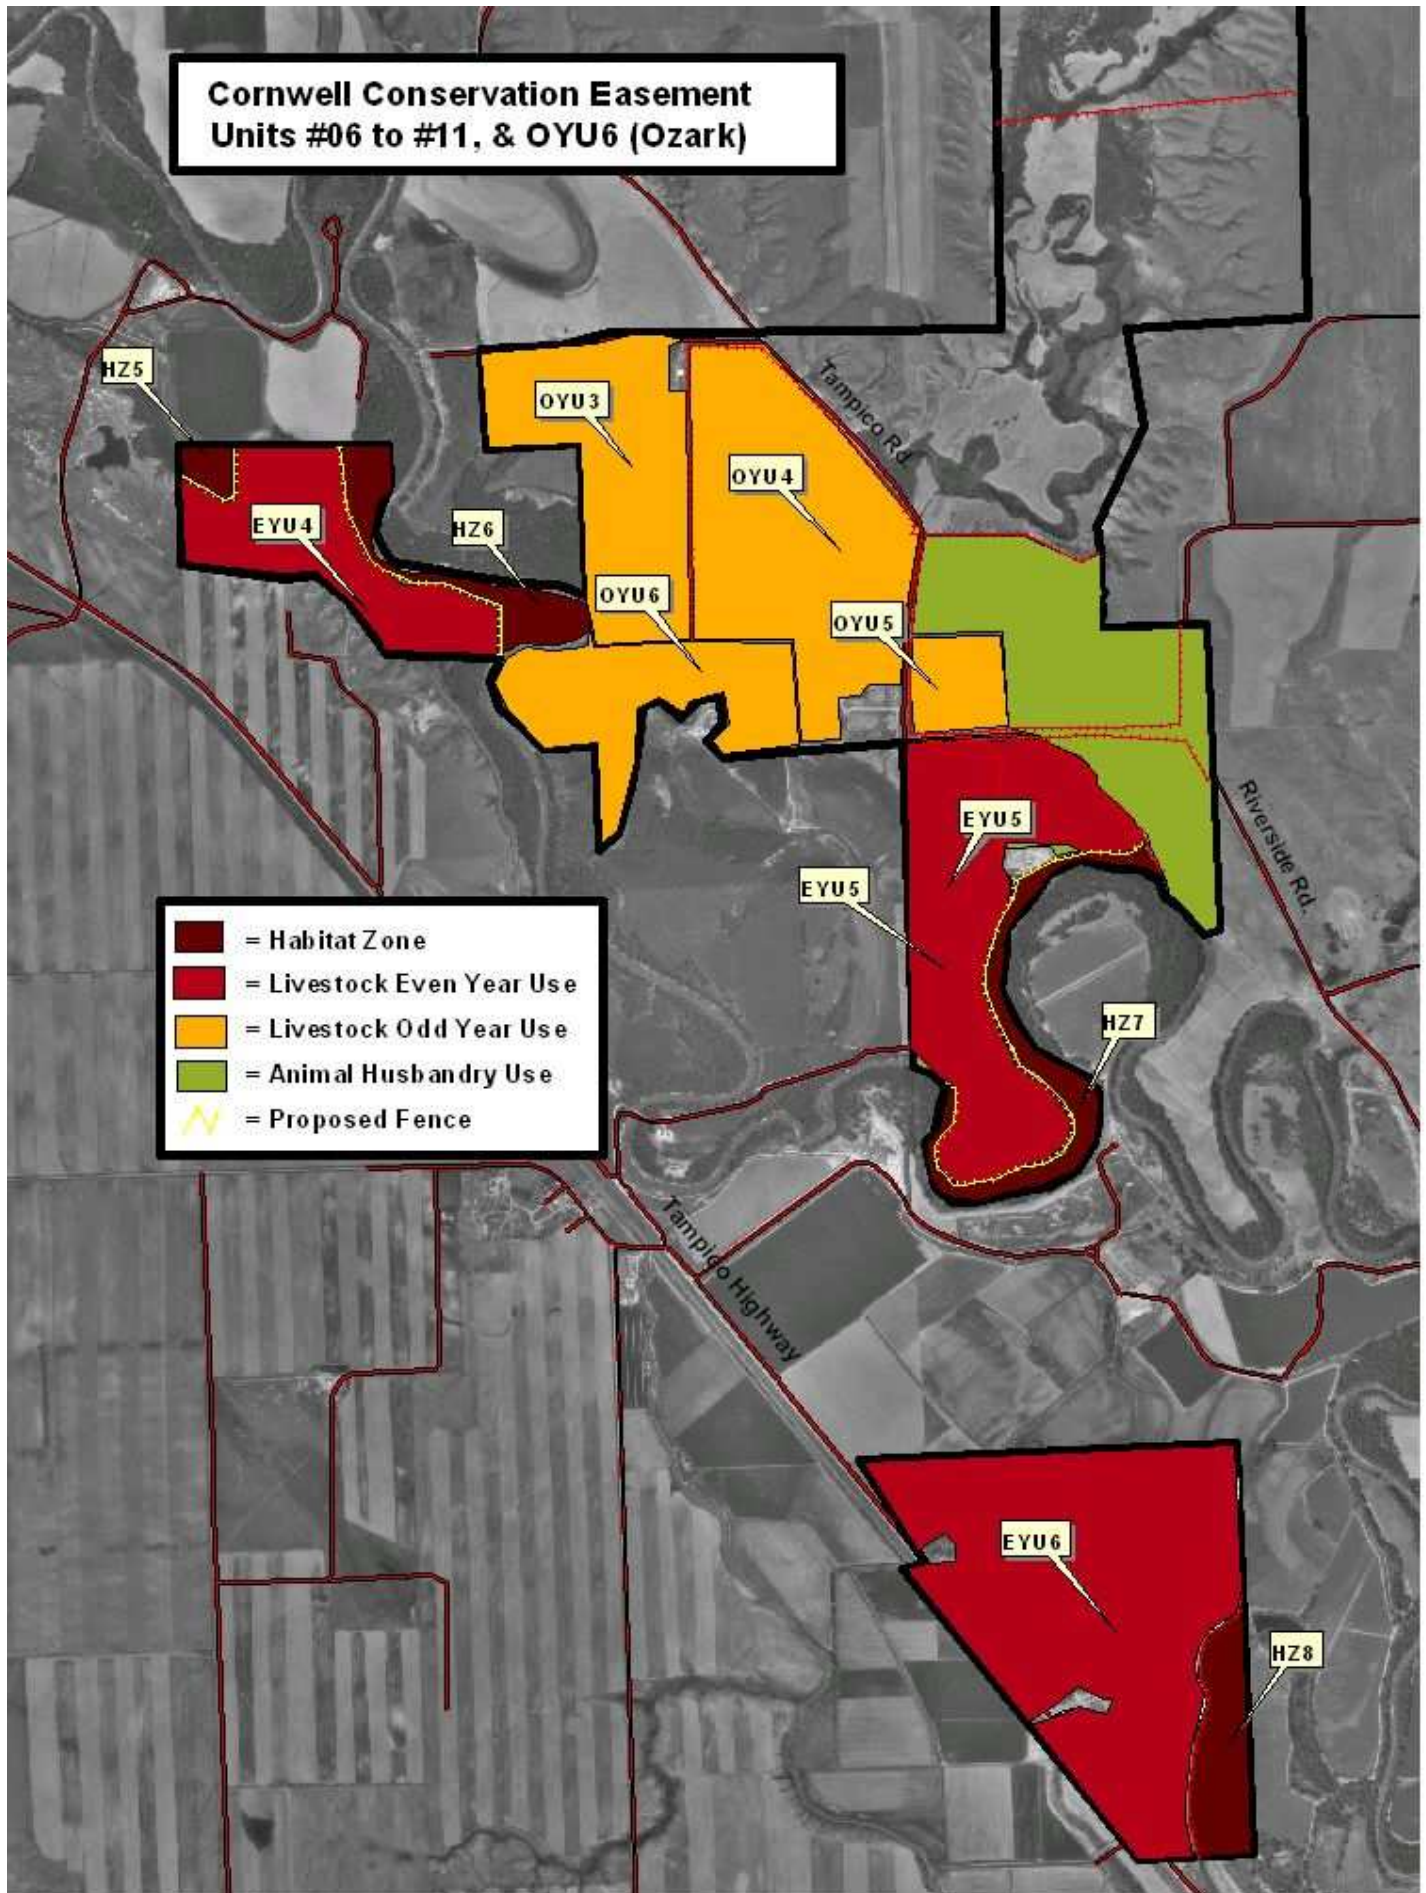 Cornwell Conservation Easement
Units #06 to #11, & OYU6 (Ozark)
HZ5
OYU3
Tampico Rd.
OYU4
EYU4
HZ6
OYU6
OYU5
EYU5
Riverside Rd.
EYU5
= Habitat Zone
= Livestock Even Year Use
= Livestock Odd Year Use
= Animal Husbandry Use
= Proposed Fence
HZ7
Tampico Highway
EYU6
HZ8